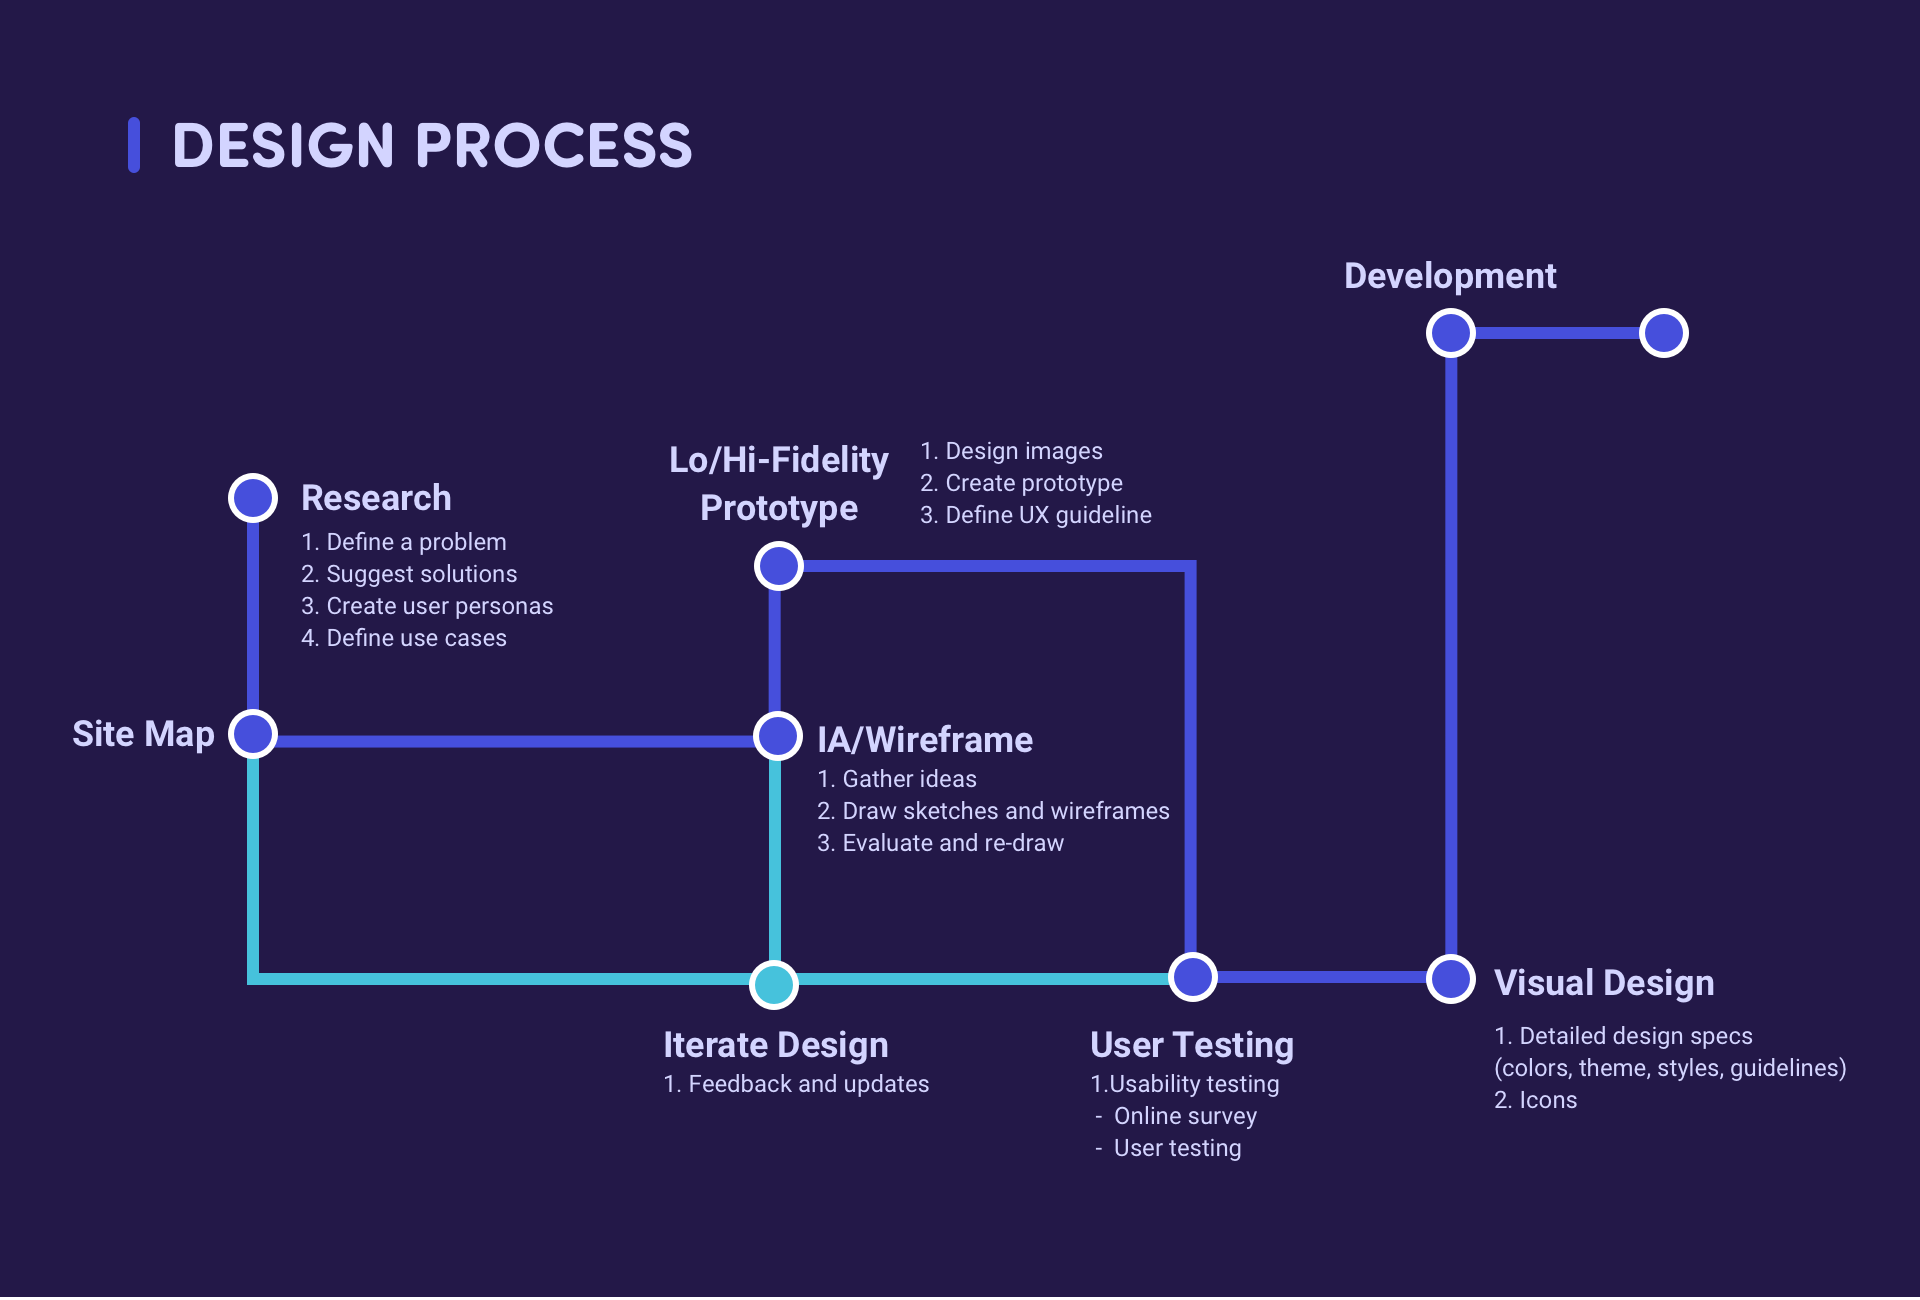 DESIGN PROCESS
Development
Lo/Hi-Fidelity
Prototype
1. Design images
2. Create prototype
3. Define UX guideline
Research
1. Define a problem
2. Suggest solutions
3. Create user personas
4. Define use cases
Site Map
IA/Wireframe
1. Gather ideas
2. Draw sketches and wireframes
3. Evaluate and re-draw
Iterate Design
1. Feedback and updates
User Testing
1.Usability testing
- Online survey
- User testing
Visual Design
1. Detailed design specs
(colors, theme, styles, guidelines)
2. Icons